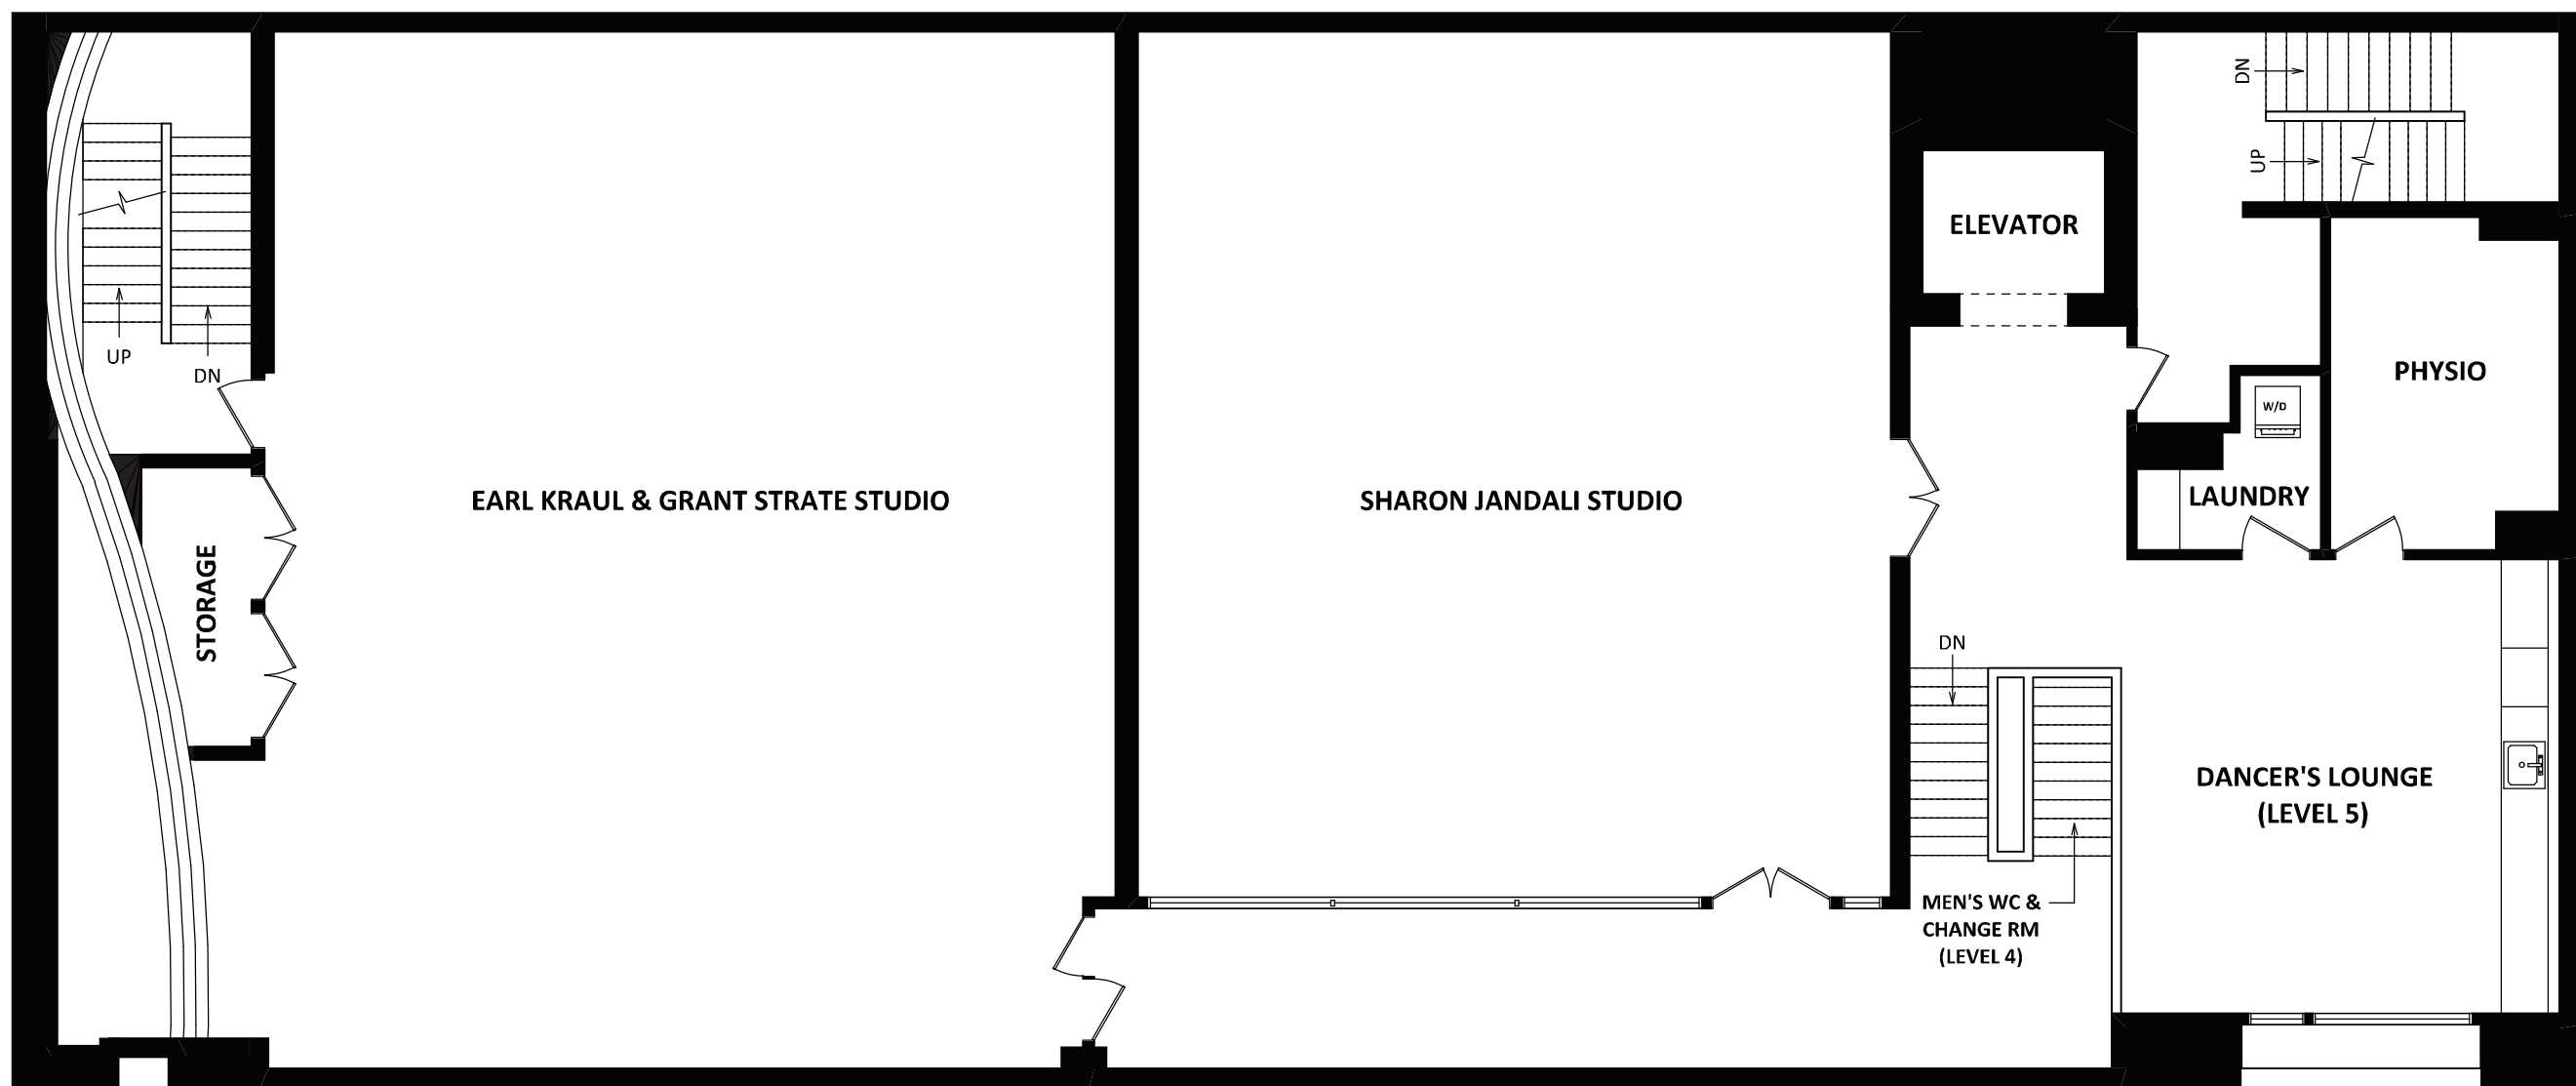 DN
UP
ELEVATOR
UP
DN
PHYSIO
W/D
EARL KRAUL & GRANT STRATE STUDIO
SHARON JANDALI STUDIO
LAUNDRY
STORAGE
DN
DANCER'S LOUNGE
(LEVEL 5)
MEN'S WC &
CHANGE RM
(LEVEL 4)